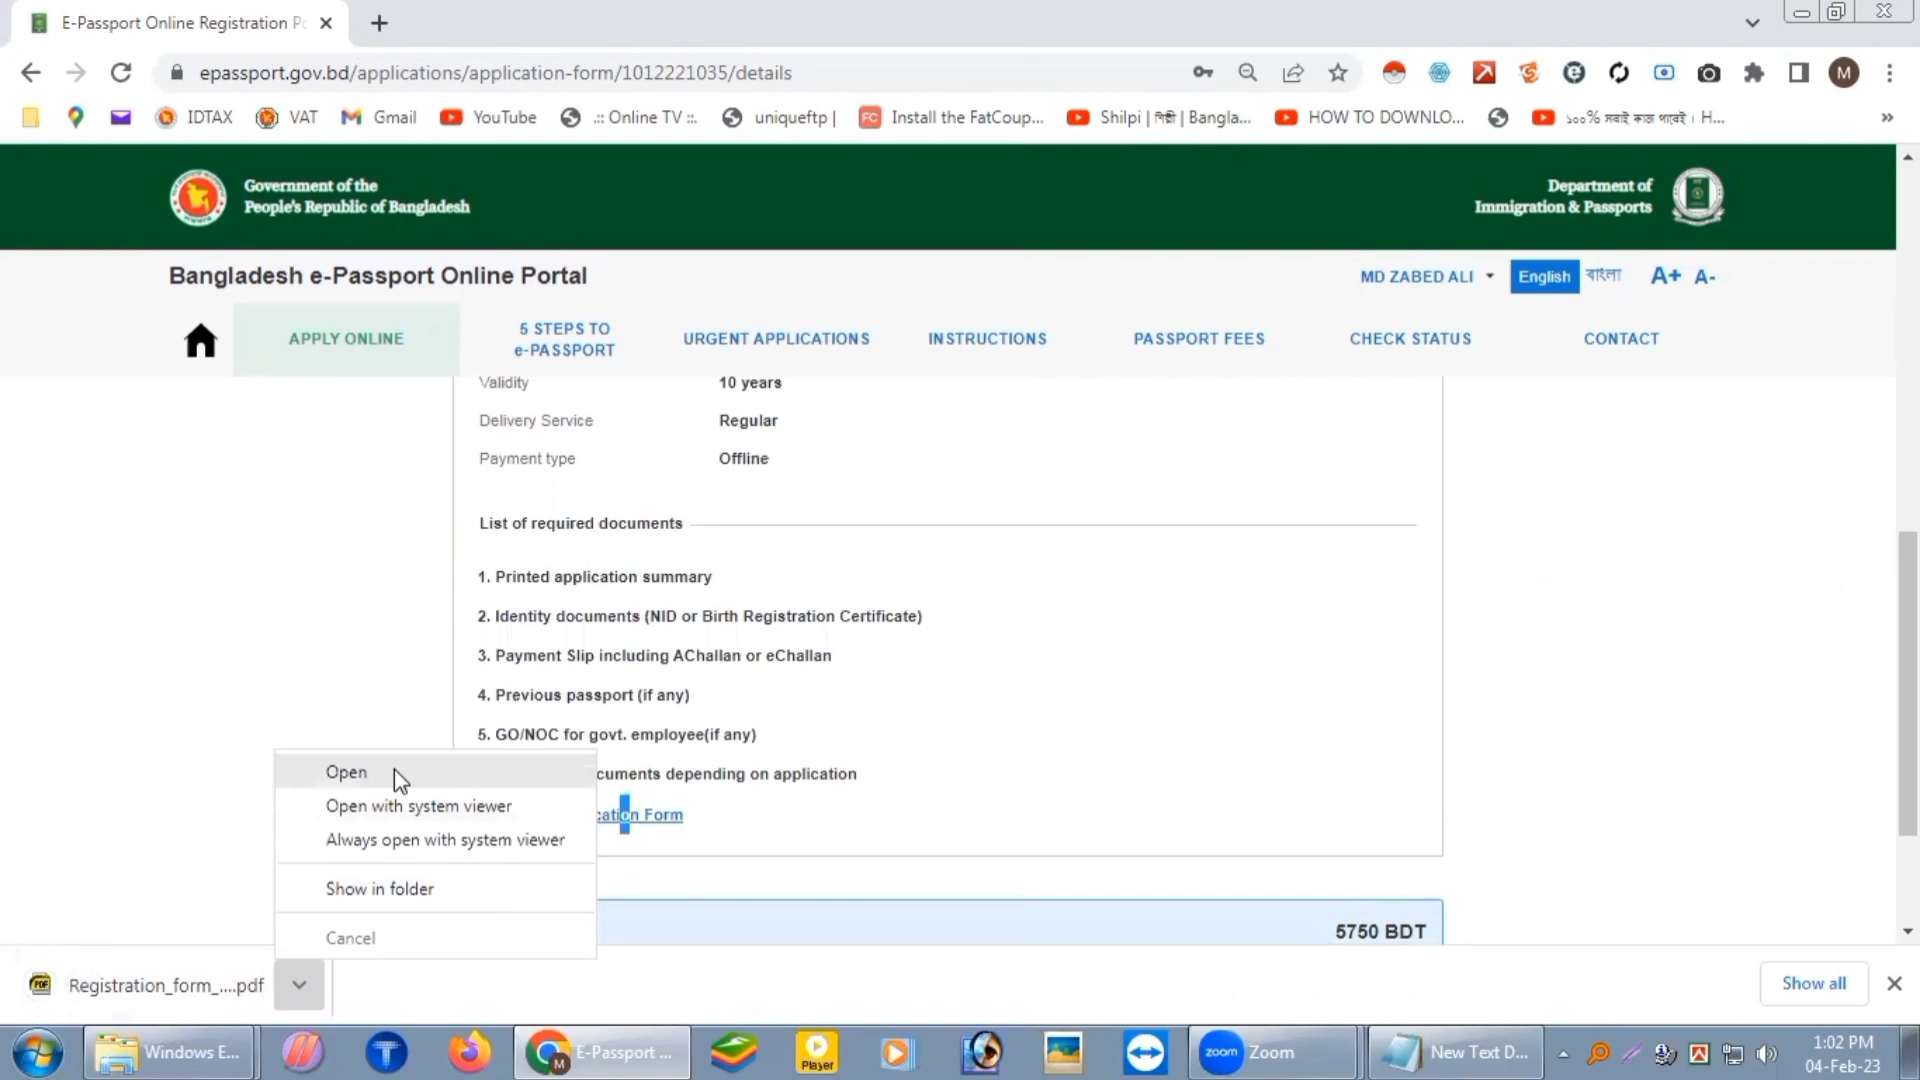 E-Passport Online Registration Po
epassport.gov.bd/applications/application-form/1012221035/details
M
IDTAX
VAT
Gmail
YouTube
.:: Online TV ::.
uniqueftp |
FC
Install the FatCoup...
Shilpi | শিল্পী | Bangla...
HOW TO DOWNLO...
১০০% সবাই কাজ পাবেই । H...
Government of the
People's Republic of Bangladesh
Department of
Immigration & Passports
Bangladesh e-Passport Online Portal
MD ZABED ALI
English
বাংলা
A+
A-
APPLY ONLINE
5 STEPS TO
e-PASSPORT
URGENT APPLICATIONS
INSTRUCTIONS
PASSPORT FEES
CHECK STATUS
CONTACT
Validity 10 years
Delivery Service Regular
Payment type Offline
List of required documents
1. Printed application summary
2. Identity documents (NID or Birth Registration Certificate)
3. Payment Slip including AChallan or eChallan
4. Previous passport (if any)
5. GO/NOC for govt. employee(if any)
cuments depending on application
cation Form
Open
Open with system viewer
Always open with system viewer
Show in folder
Cancel
5750 BDT
PDF
Registration_form_....pdf
Show all
Windows E...
T
M
E-Passport ...
Player
zoom
Zoom
New Text D...
1:02 PM
04-Feb-23